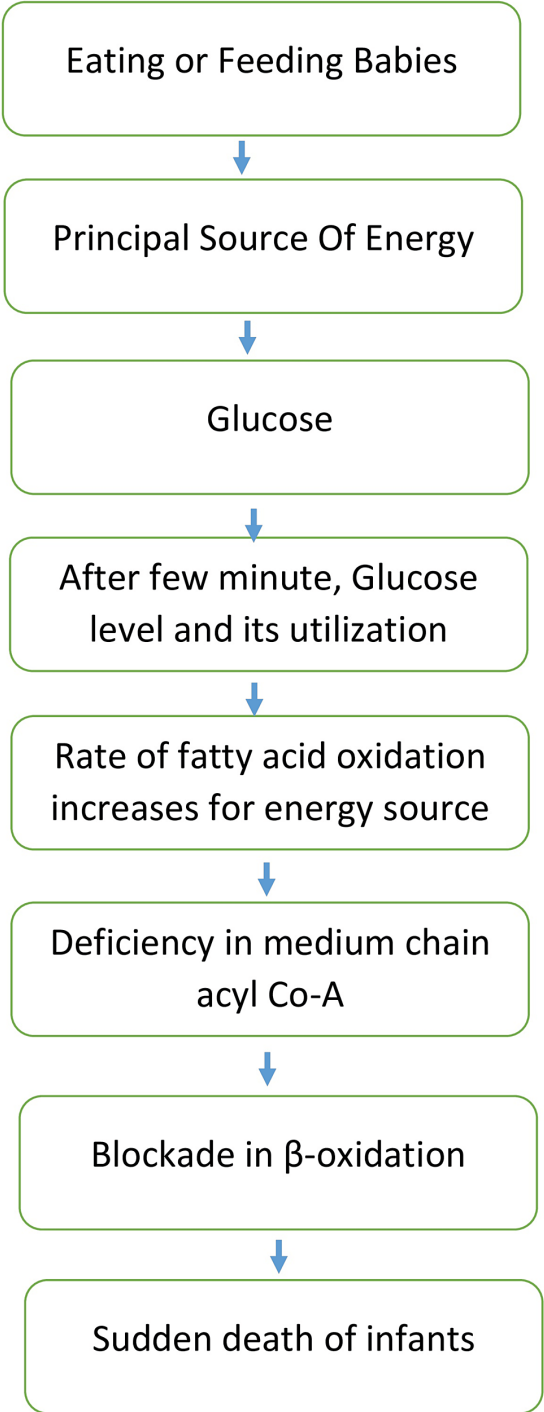 Eating or Feeding Babies
Principal Source Of Energy
Glucose
After few minute, Glucose
level and its utilization
Rate of fatty acid oxidation
increases for energy source
Deficiency in medium chain
acyl Co-A
Blockade in β-oxidation
Sudden death of infants